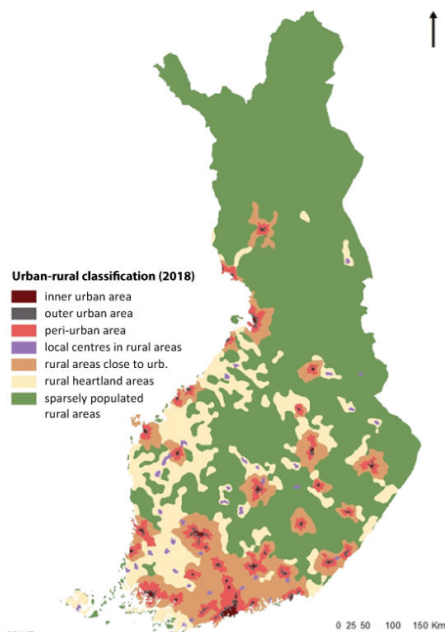 Urban-rural classification (2018)
inner urban area
outer urban area
peri-urban area
local centres in rural areas
rural areas close to urb.
rural heartland areas
sparsely populated
rural areas
0 25 50 100 150 Km